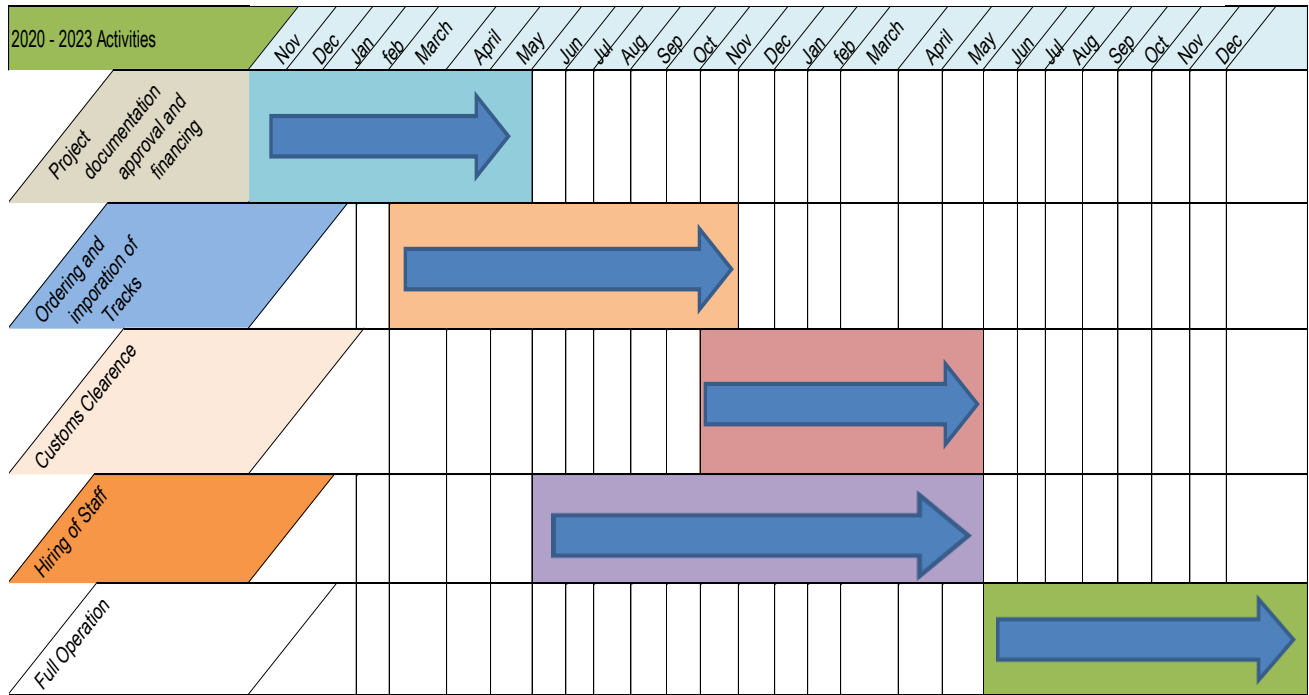 2020 - 2023 Activities
Nov Dec Jan feb March April May Jun Jul Aug Sep Oct Nov Dec Jan feb March April May Jun Jul Aug Sep Oct Nov Dec
Project
documentation
approval and
financing
Ordering and
imporation of
Tracks
Customs Clearence
Hiring of Staff
Full Operation